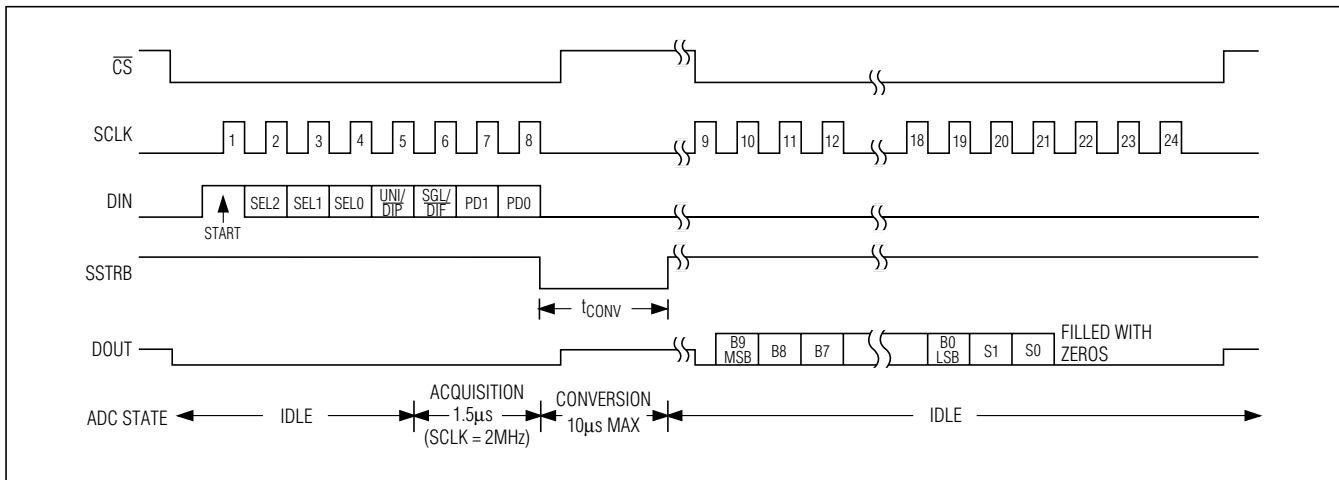 CS
SCLK
1 2 3 4 5 6 7 8 9 10 11 12 18 19 20 21 22 23 24
DIN
SEL2 SEL1 SEL0 UNI/DIP SGL/DIF PD1 PD0
START
SSTRB
tCONV
DOUT
B9 MSB B8 B7 B0 LSB S1 S0 FILLED WITH ZEROS
ADC STATE
IDLE
ACQUISITION
1.5µs
(SCLK = 2MHz)
CONVERSION
10µs MAX
IDLE